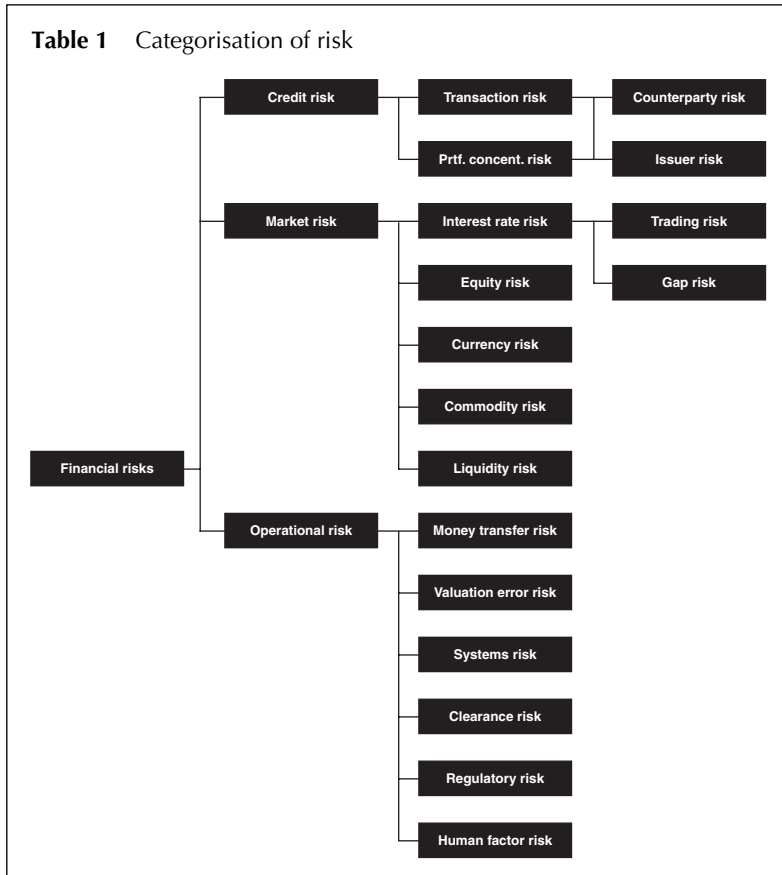 Table 1 Categorisation of risk
Credit risk
Transaction risk
Counterparty risk
Prtf. concent. risk
Issuer risk
Market risk
Interest rate risk
Trading risk
Equity risk
Gap risk
Currency risk
Commodity risk
Financial risks
Liquidity risk
Operational risk
Money transfer risk
Valuation error risk
Systems risk
Clearance risk
Regulatory risk
Human factor risk